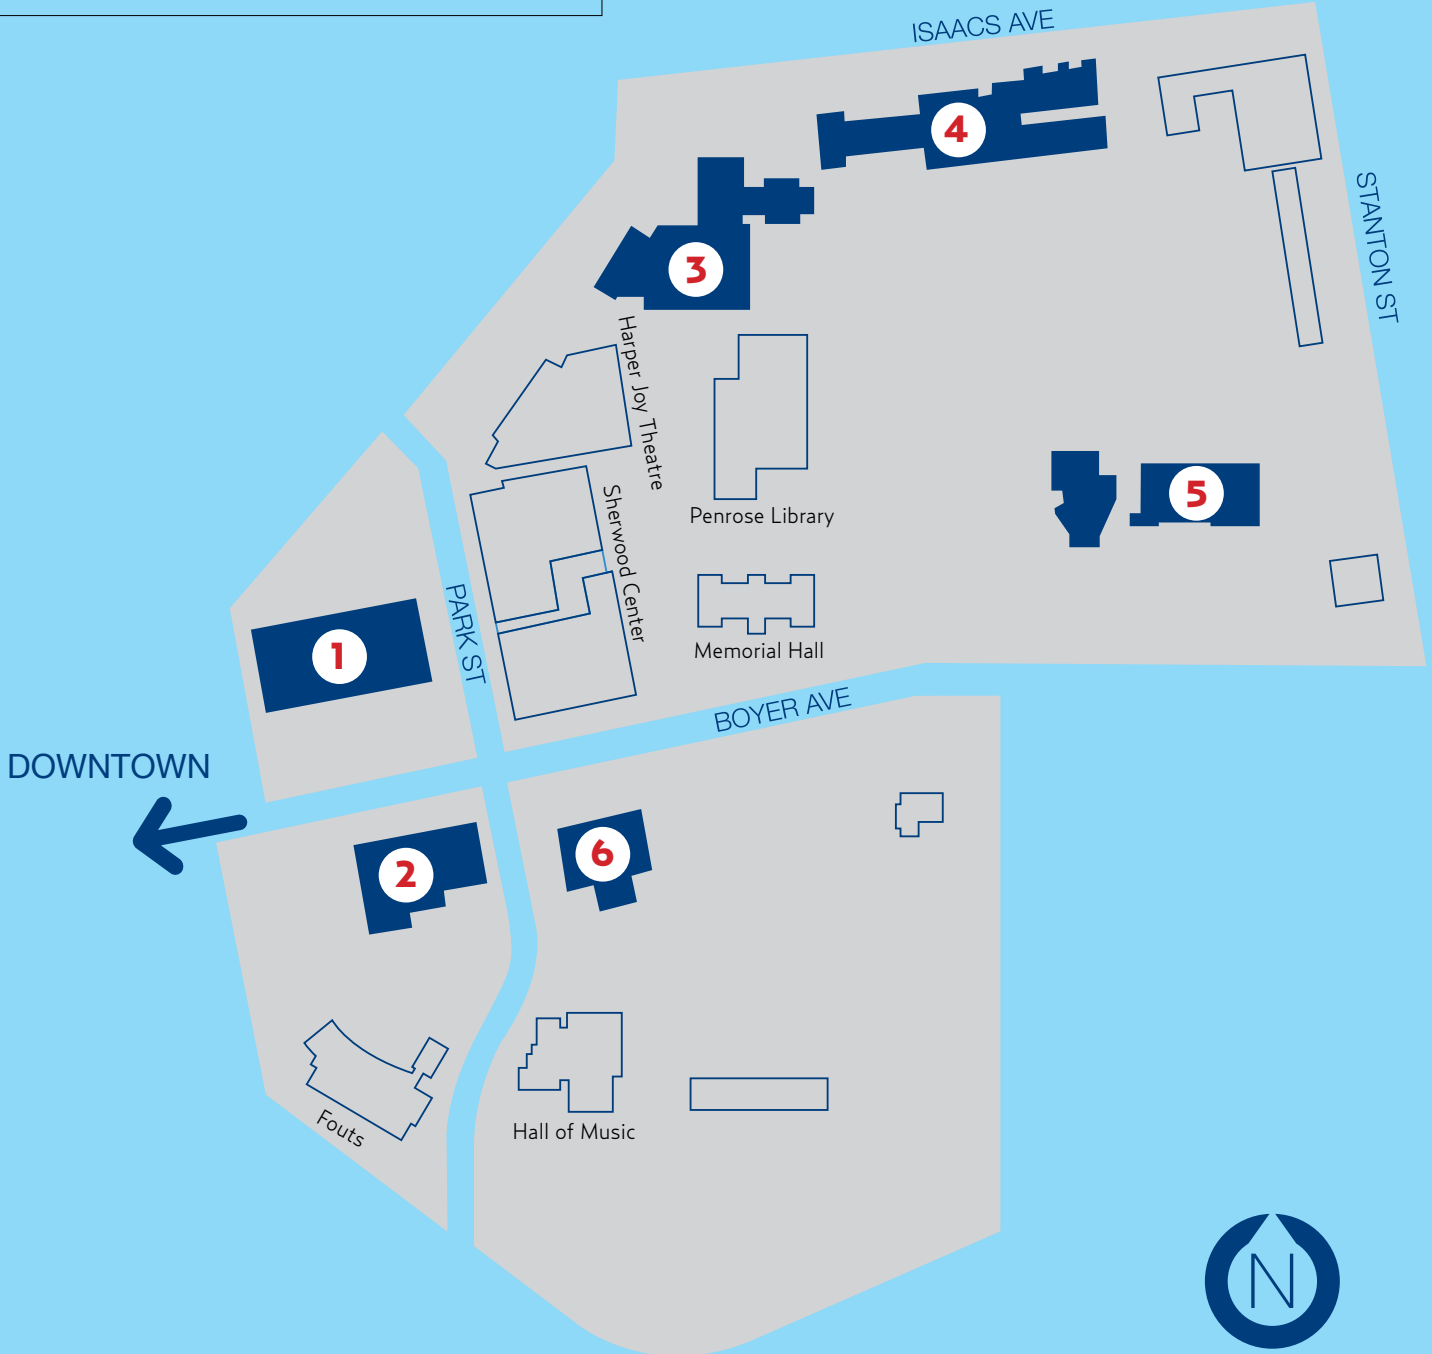 ISAACS AVE
4
STANTON ST
3
Harper Joy Theatre
Penrose Library
5
Sherwood Center
PARK ST
1
Memorial Hall
BOYER AVE
DOWNTOWN
2
6
Fouts
Hall of Music
N